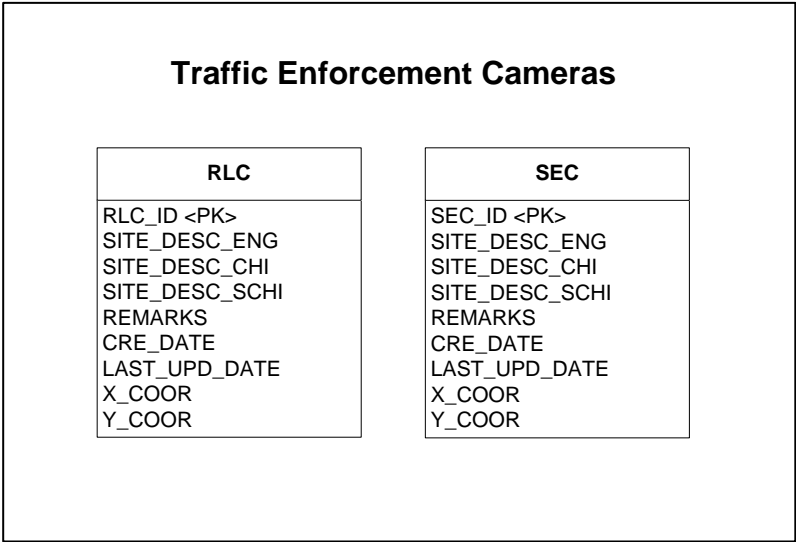 Traffic Enforcement Cameras
RLC
RLC_ID <PK>
SITE_DESC_ENG
SITE_DESC_CHI
SITE_DESC_SCHI
REMARKS
CRE_DATE
LAST_UPD_DATE
X_COOR
Y_COOR
SEC
SEC_ID <PK>
SITE_DESC_ENG
SITE_DESC_CHI
SITE_DESC_SCHI
REMARKS
CRE_DATE
LAST_UPD_DATE
X_COOR
Y_COOR